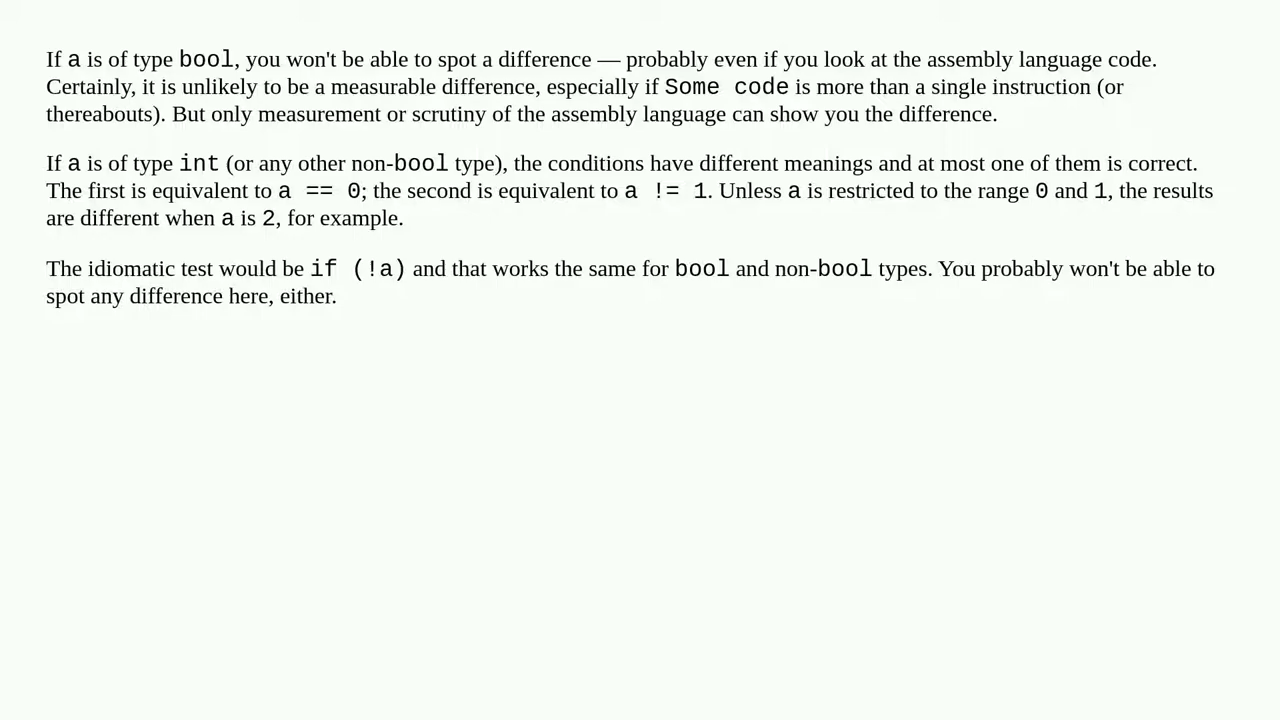 If a is of type bool, you won't be able to spot a difference — probably even if you look at the assembly language code.
Certainly, it is unlikely to be a measurable difference, especially if Some code is more than a single instruction (or
thereabouts). But only measurement or scrutiny of the assembly language can show you the difference.
If a is of type int (or any other non-bool type), the conditions have different meanings and at most one of them is correct.
The first is equivalent to a == 0; the second is equivalent to a != 1. Unless a is restricted to the range 0 and 1, the results
are different when a is 2, for example.
The idiomatic test would be if (!a) and that works the same for bool and non-bool types. You probably won't be able to
spot any difference here, either.